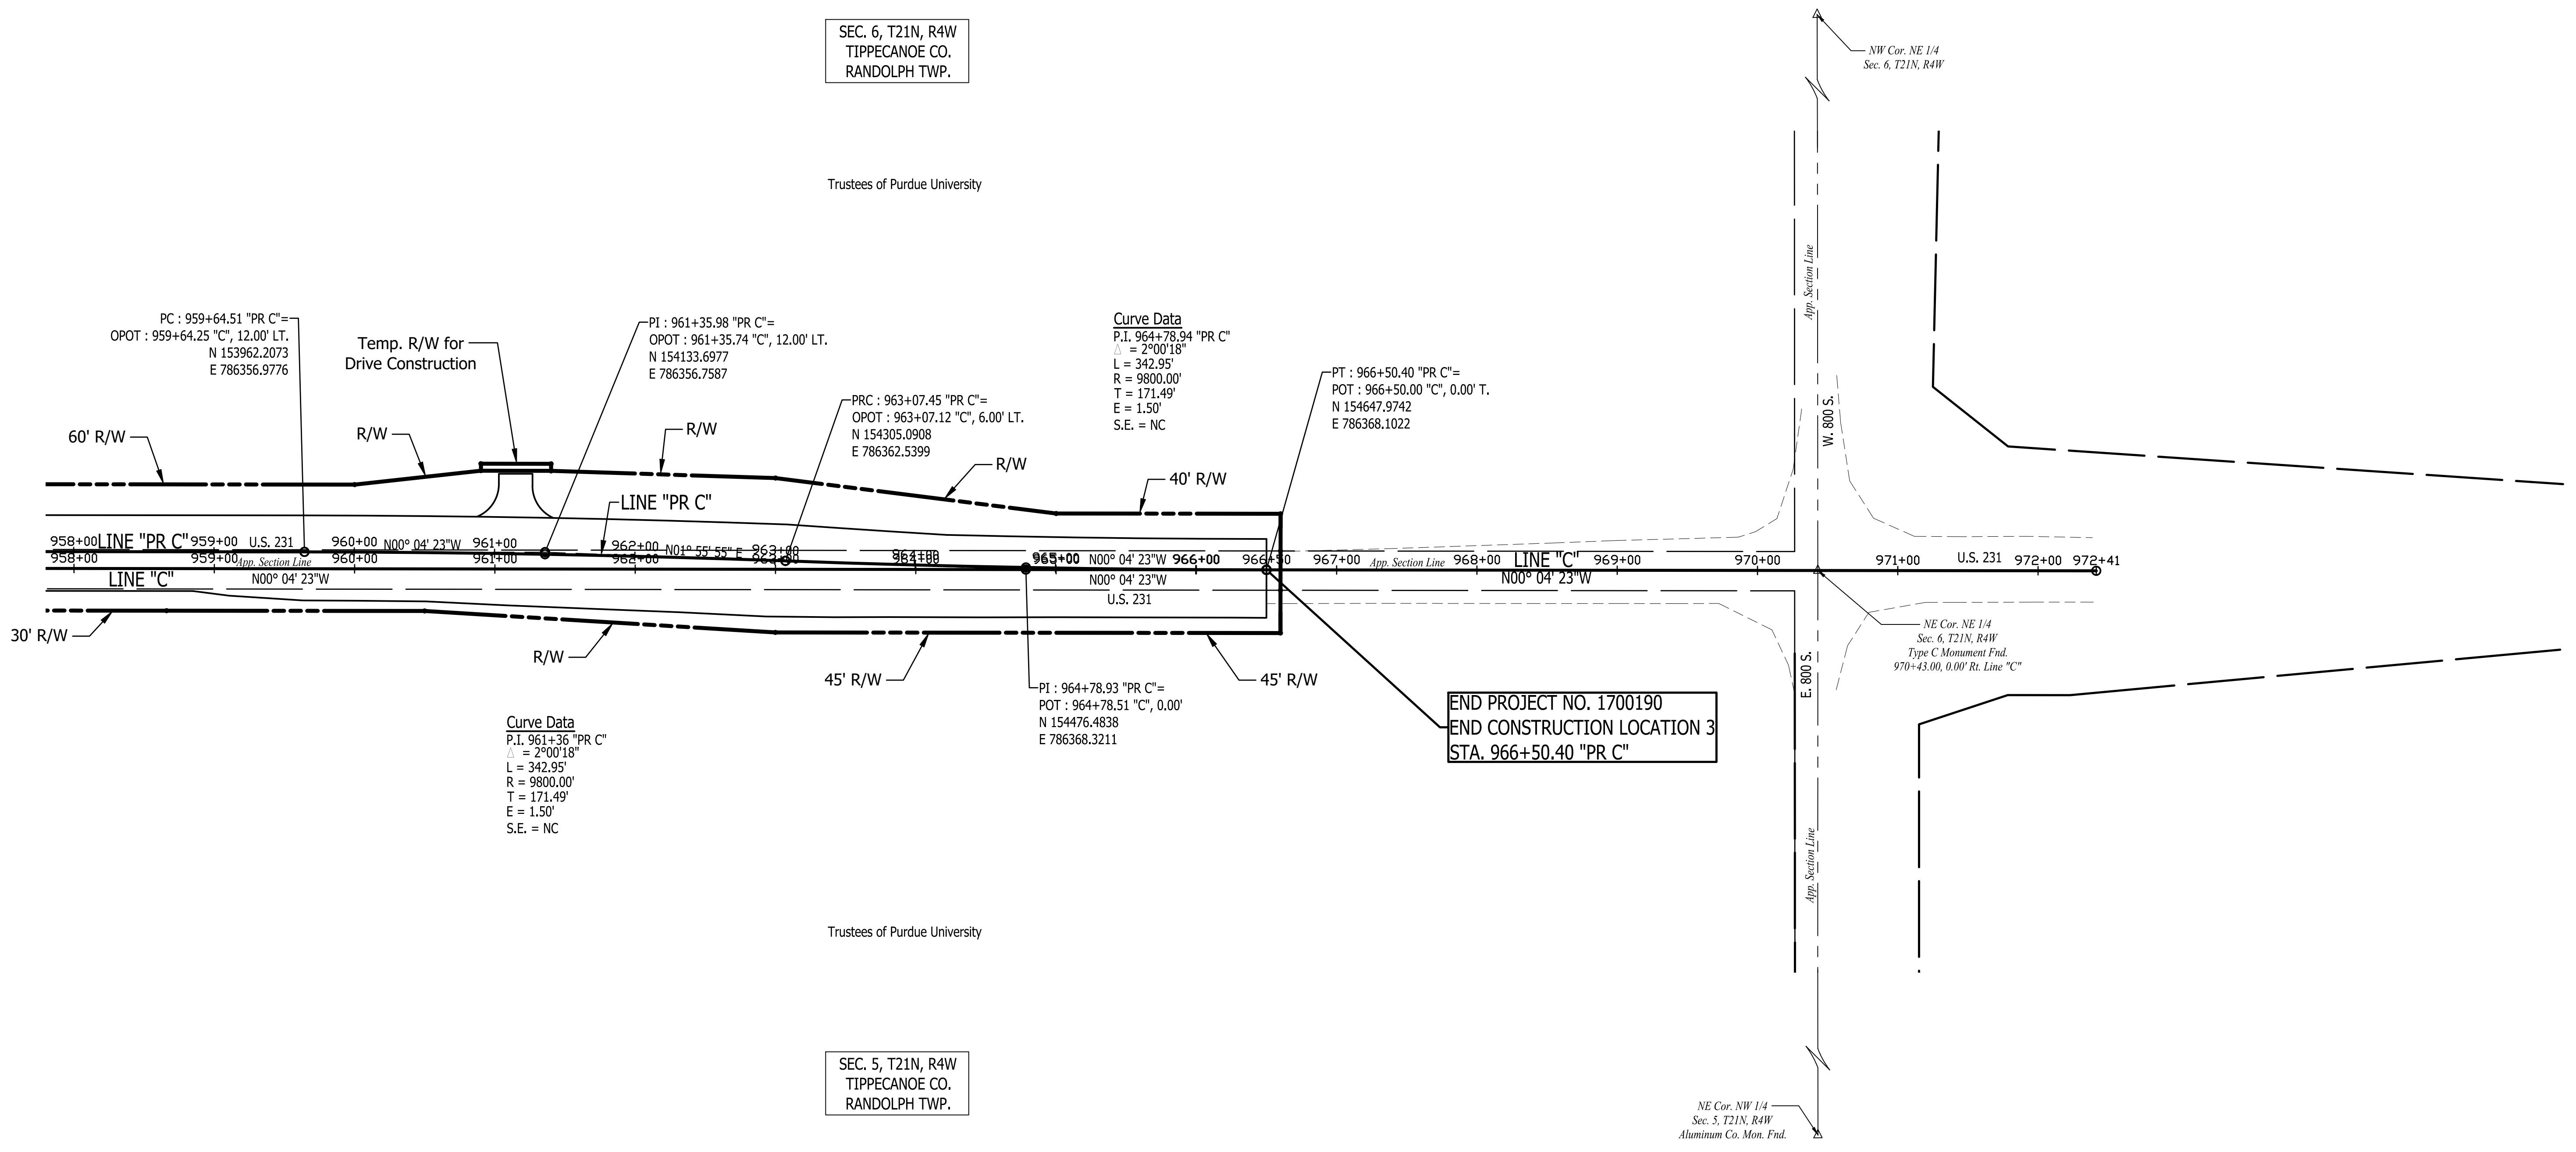 SEC. 6, T21N, R4W
TIPPECANOE CO.
RANDOLPH TWP.
NW Cor. NE 1/4
Sec. 6, T21N, R4W
Trustees of Purdue University
App. Section Line
PC : 959+64.51 "PR C"=
OPOT : 959+64.25 "C", 12.00' LT.
N 153962.2073
E 786356.9776
Temp. R/W for
Drive Construction
PI : 961+35.98 "PR C"=
OPOT : 961+35.74 "C", 12.00' LT.
N 154133.6977
E 786356.7587
PRC : 963+07.45 "PR C"=
OPOT : 963+07.12 "C", 6.00' LT.
N 154305.0908
E 786362.5399
Curve Data
P.I. 964+78.94 "PR C"
△ = 2°00'18"
L = 342.95'
R = 9800.00'
T = 171.49'
E = 1.50'
S.E. = NC
PT : 966+50.40 "PR C"=
POT : 966+50.00 "C", 0.00' T.
N 154647.9742
E 786368.1022
60' R/W
R/W
R/W
R/W
40' R/W
W. 800 S.
LINE "PR C"
958+00
LINE "PR C"
959+00
U.S. 231
960+00
N00° 04' 23"W
961+00
962+00
N01° 55' 55" E
963+00
964+00
965+00
N00° 04' 23"W
966+00
966+50
967+00
App. Section Line
968+00
LINE "C"
969+00
970+00
971+00
U.S. 231
972+00
972+41
958+00
959+00
App. Section Line
960+00
961+00
962+00
963+00
964+00
965+00
966+00
LINE "C"
N00° 04' 23"W
N00° 04' 23"W
N00° 04' 23"W
U.S. 231
30' R/W
R/W
45' R/W
45' R/W
E. 800 S.
NE Cor. NE 1/4
Sec. 6, T21N, R4W
Type C Monument Fnd.
970+43.00, 0.00' Rt. Line "C"
PI : 964+78.93 "PR C"=
POT : 964+78.51 "C", 0.00'
N 154476.4838
E 786368.3211
END PROJECT NO. 1700190
END CONSTRUCTION LOCATION 3
STA. 966+50.40 "PR C"
Curve Data
P.I. 961+36 "PR C"
△ = 2°00'18"
L = 342.95'
R = 9800.00'
T = 171.49'
E = 1.50'
S.E. = NC
App. Section Line
Trustees of Purdue University
SEC. 5, T21N, R4W
TIPPECANOE CO.
RANDOLPH TWP.
NE Cor. NW 1/4
Sec. 5, T21N, R4W
Aluminum Co. Mon. Fnd.